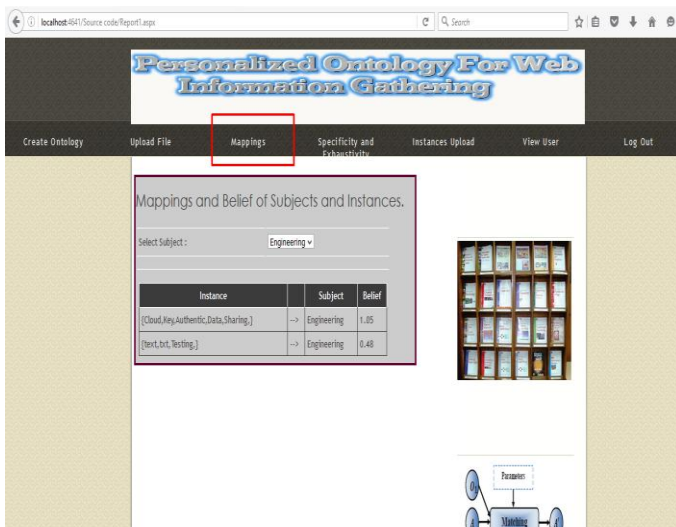 localhost:4641/Source code/Report1.aspx
Search
Personalized Ontology For Web
Information Gathering
Create Ontology
Upload File
Mappings
Specificity and
Exhaustivity
Instances Upload
View User
Log Out
Mappings and Belief of Subjects and Instances.
Select Subject :
Engineering
Instance Subject Belief
{Cloud,Key,Authentic,Data,Sharing,} --> Engineering 1.05
{text,txt,Testing,} --> Engineering 0.48
Parameters
Matching